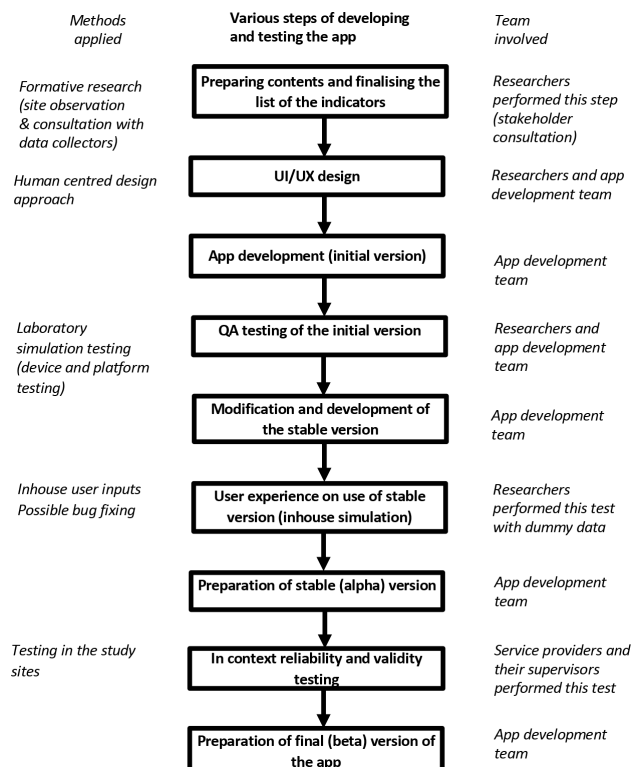 Methods
applied
Various steps of developing
and testing the app
Team
involved
Formative research
(site observation
& consultation with
data collectors)
Preparing contents and finalising the
list of the indicators
Researchers
performed this step
(stakeholder
consultation)
Human centred design
approach
UI/UX design
Researchers and app
development team
App development (initial version)
App development
team
Laboratory
simulation testing
(device and platform
testing)
QA testing of the initial version
Researchers and
app development
team
Modification and development of
the stable version
App development
team
Inhouse user inputs
Possible bug fixing
User experience on use of stable
version (inhouse simulation)
Researchers
performed this test
with dummy data
Preparation of stable (alpha) version
App development
team
Testing in the study
sites
In context reliability and validity
testing
Service providers and
their supervisors
performed this test
Preparation of final (beta) version of
the app
App development
team